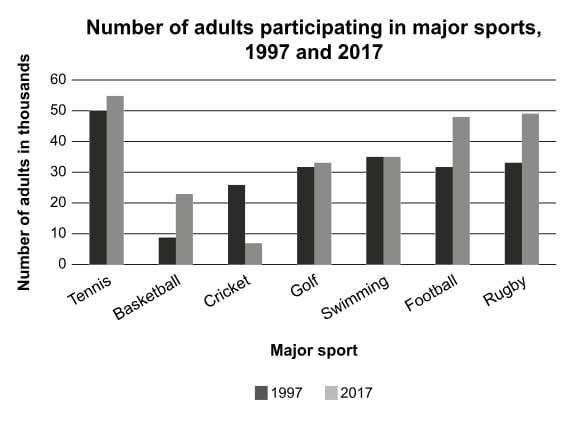 Number of adults participating in major sports,
1997 and 2017
Number of adults in thousands
60
50
40
30
20
10
0
Tennis
Basketball
Cricket
Golf
Swimming
Football
Rugby
Major sport
1997
2017